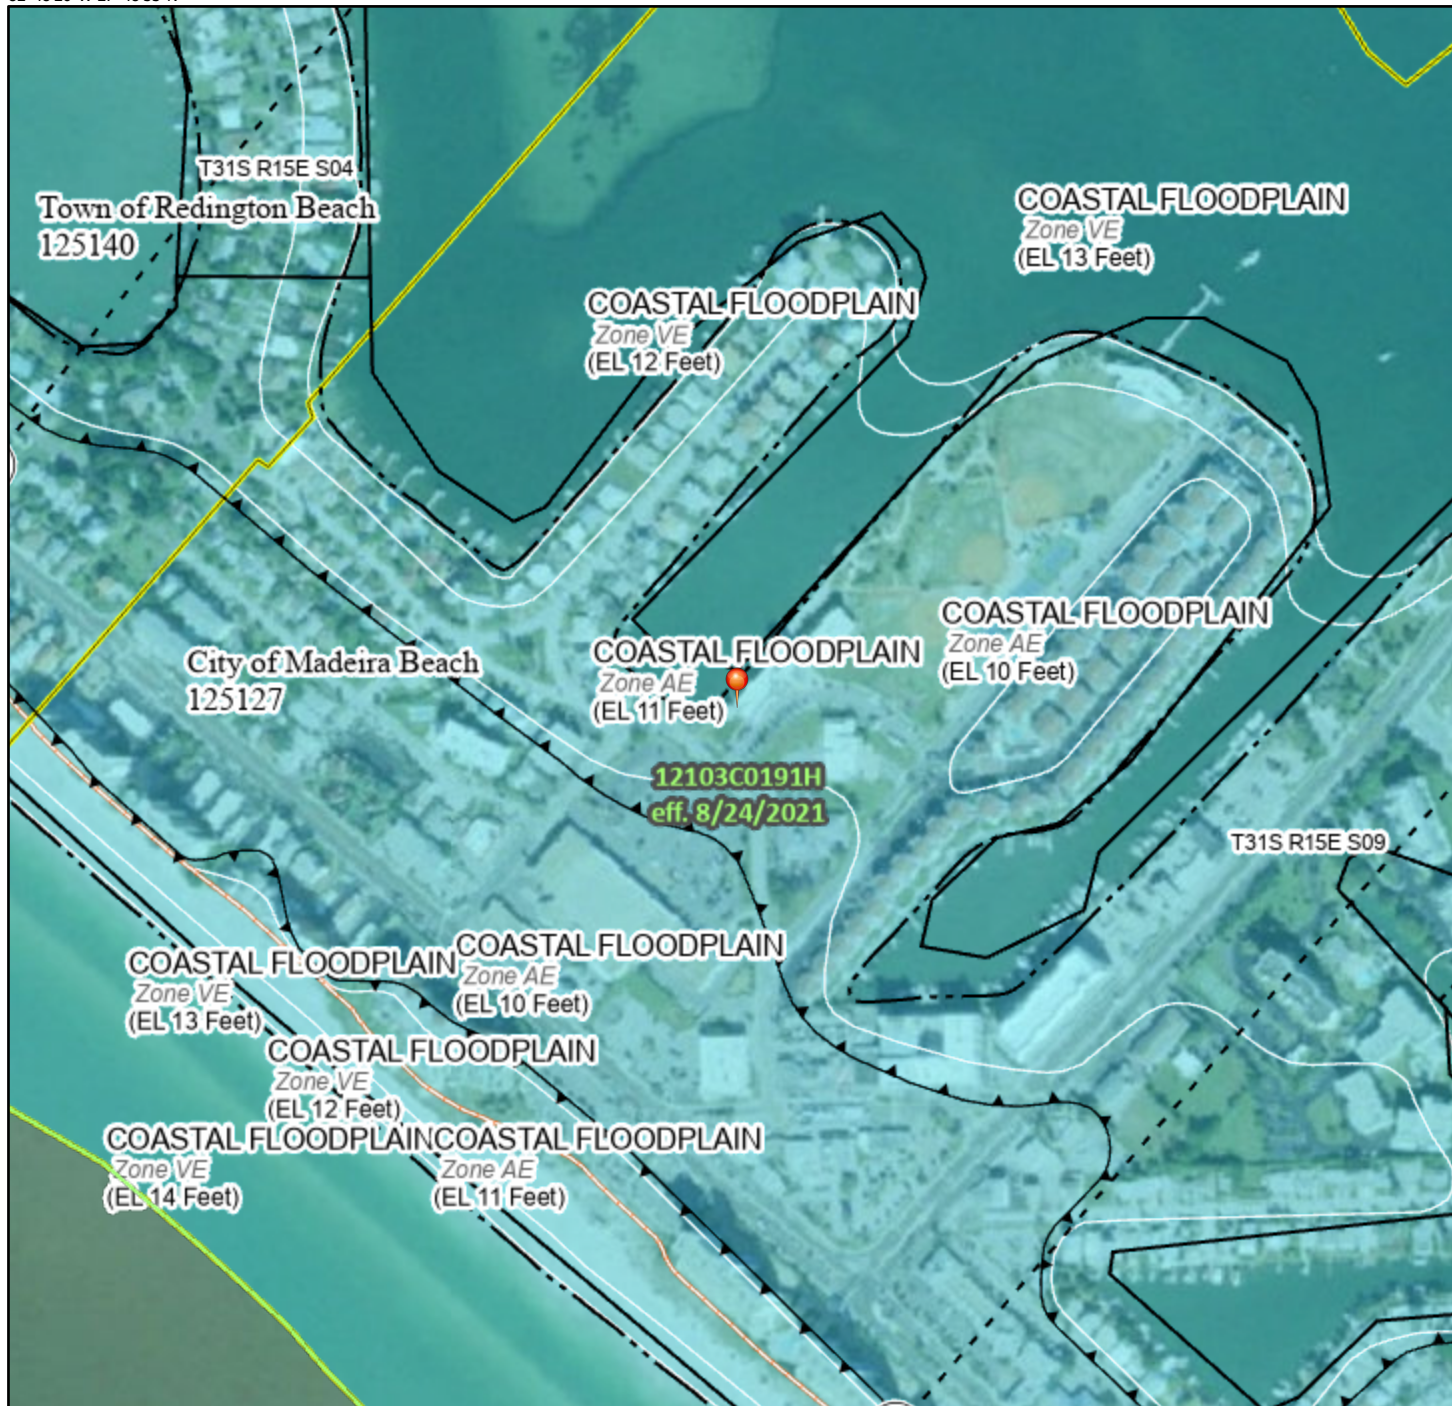 T31S R15E S04
Town of Redington Beach
125140
COASTAL FLOODPLAIN
Zone VE
(EL 13 Feet)
COASTAL FLOODPLAIN
Zone VE
(EL 12 Feet)
COASTAL FLOODPLAIN
Zone AE
(EL 10 Feet)
COASTAL FLOODPLAIN
Zone AE
(EL 11 Feet)
City of Madeira Beach
125127
12103C0191H
eff. 8/24/2021
T31S R15E S09
COASTAL FLOODPLAIN
Zone AE
(EL 10 Feet)
COASTAL FLOODPLAIN
Zone VE
(EL 13 Feet)
COASTAL FLOODPLAIN
Zone VE
(EL 12 Feet)
COASTAL FLOODPLAIN
Zone VE
(EL 14 Feet)
COASTAL FLOODPLAIN
Zone AE
(EL 11 Feet)